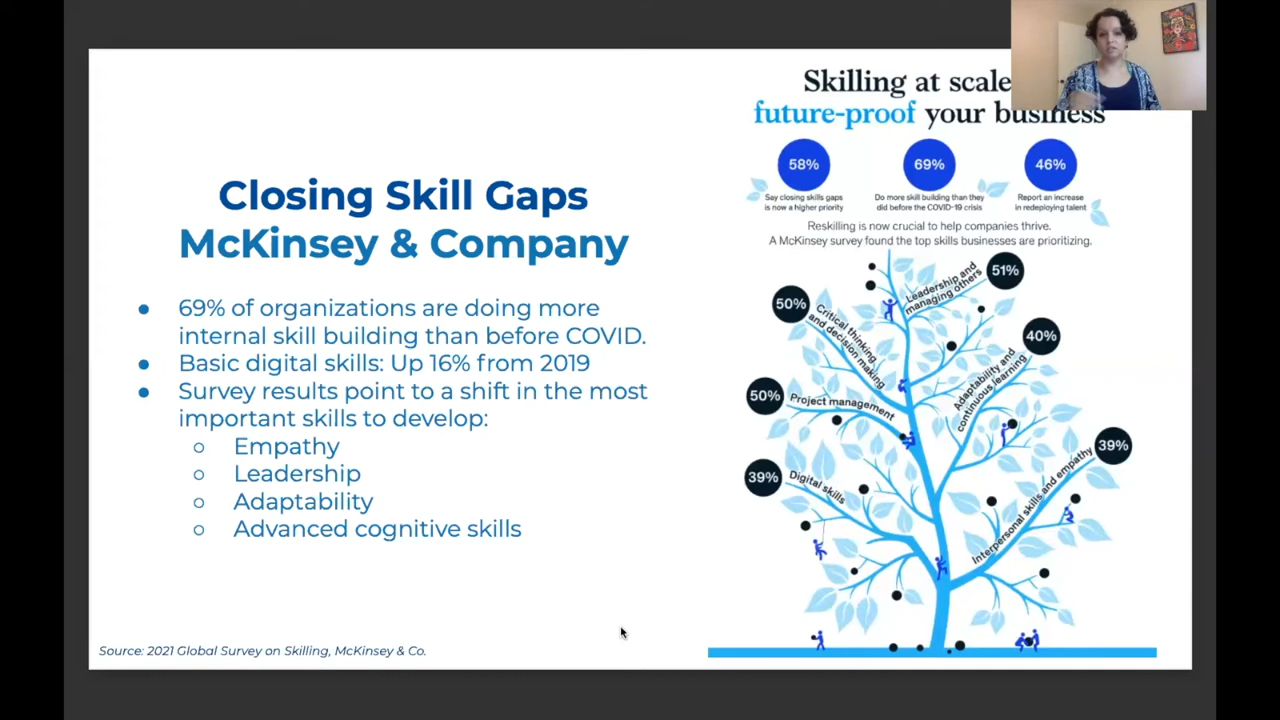 Closing Skill Gaps
McKinsey & Company
● 69% of organizations are doing more
internal skill building than before COVID.
● Basic digital skills: Up 16% from 2019
● Survey results point to a shift in the most
important skills to develop:
○ Empathy
○ Leadership
○ Adaptability
○ Advanced cognitive skills
Source: 2021 Global Survey on Skilling, McKinsey & Co.
Skilling at scale
future-proof your business
58%
Say closing skills gaps
is now a higher priority
69%
Do more skill building than they
did before the COVID-19 crisis
46%
Report an increase
in redeploying talent
Reskilling is now crucial to help companies thrive.
A McKinsey survey found the top skills businesses are prioritizing.
51%
Leadership and
managing others
50%
Critical thinking
and decision making
40%
Adaptability and
continuous learning
50%
Project management
39%
Interpersonal skills and empathy
39%
Digital skills